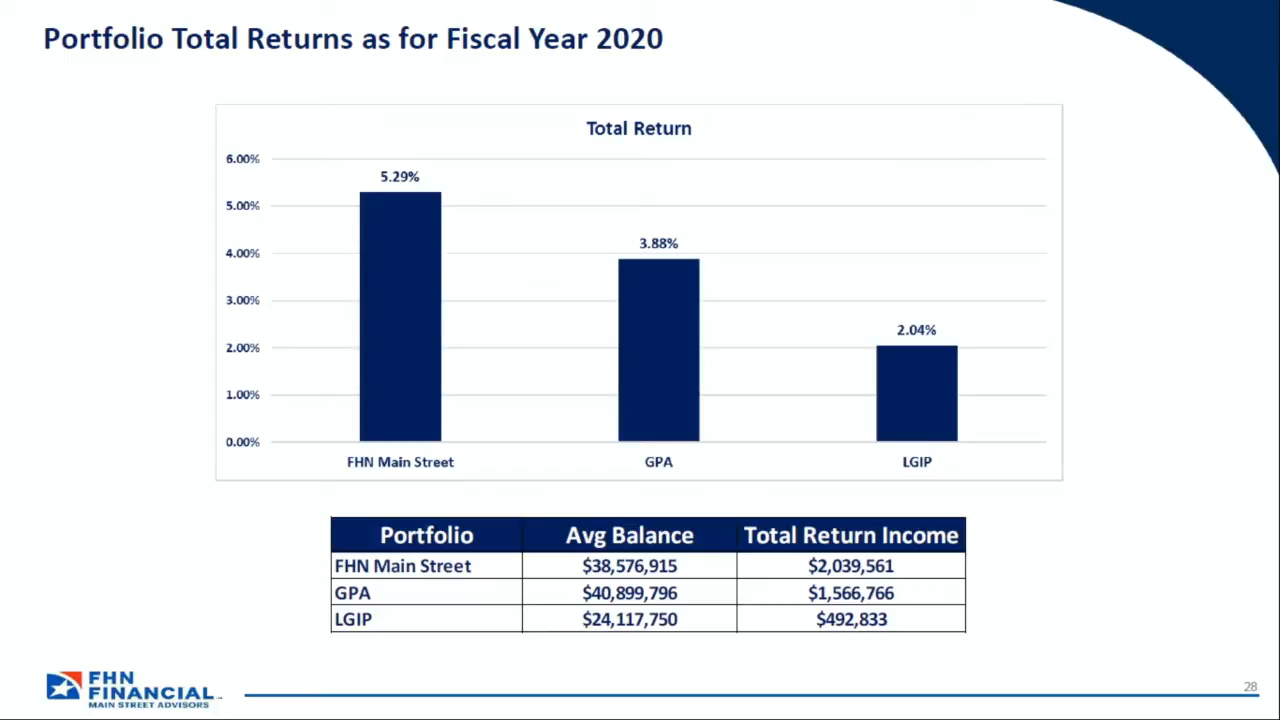 Portfolio Total Returns as for Fiscal Year 2020
Total Return
6.00%
5.00%
4.00%
3.00%
2.00%
1.00%
0.00%
5.29%
3.88%
2.04%
FHN Main Street GPA LGIP
Portfolio Avg Balance Total Return Income
FHN Main Street $38,576,915 $2,039,561
GPA $40,899,796 $1,566,766
LGIP $24,117,750 $492,833
FHN
FINANCIAL
MAIN STREET ADVISORS
28